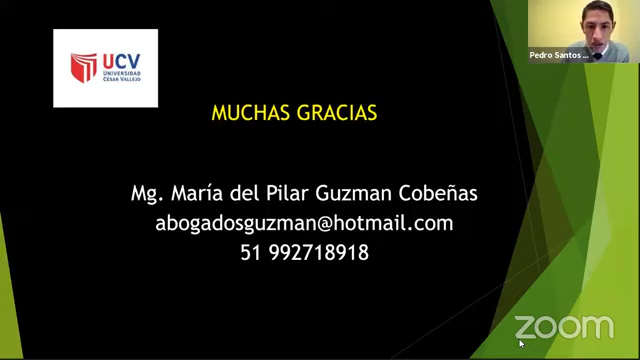 UCV
UNIVERSIDAD
CÉSAR VALLEJO
Pedro Santos ...
MUCHAS GRACIAS
Mg. María del Pilar Guzman Cobeñas
abogadosguzman@hotmail.com
51 992718918
zoom